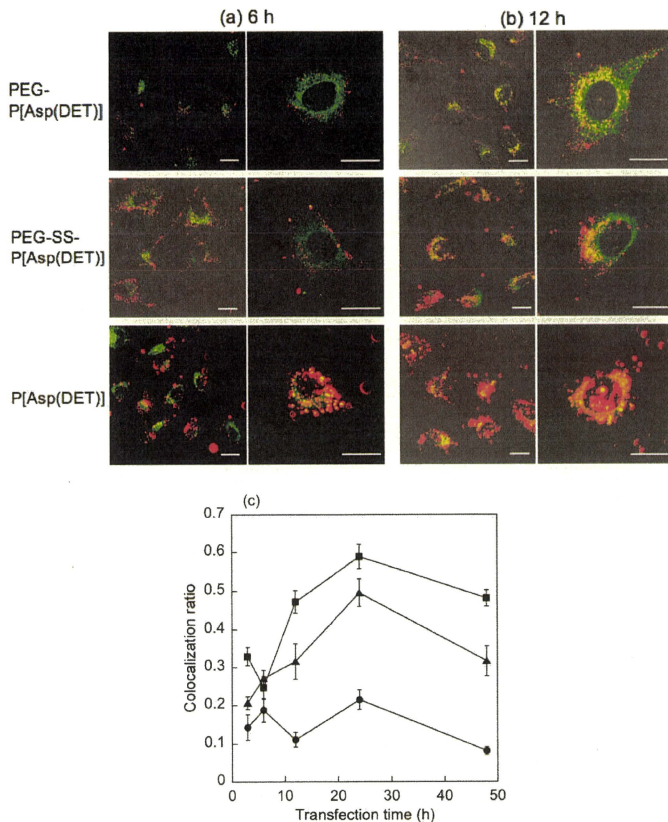 (a) 6 h
(b) 12 h
PEG-
P[Asp(DET)]
PEG-SS-
P[Asp(DET)]
P[Asp(DET)]
(c)
0.7
0.6
0.5
0.4
0.3
0.2
0.1
0
Colocalization ratio
0
10
20
30
40
50
Transfection time (h)